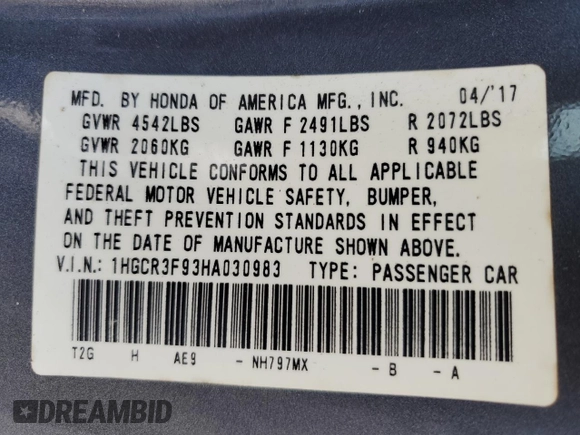 MFD. BY HONDA OF AMERICA MFG., INC. 04/'17
GVWR 4542LBS GAWR F 2491LBS R 2072LBS
GVWR 2060KG GAWR F 1130KG R 940KG
THIS VEHICLE CONFORMS TO ALL APPLICABLE
FEDERAL MOTOR VEHICLE SAFETY, BUMPER,
AND THEFT PREVENTION STANDARDS IN EFFECT
ON THE DATE OF MANUFACTURE SHOWN ABOVE.
V.I.N.: 1HGCR3F93HA030983 TYPE: PASSENGER CAR
T2G H AE9 - NH797MX - B - A
DREAMBID